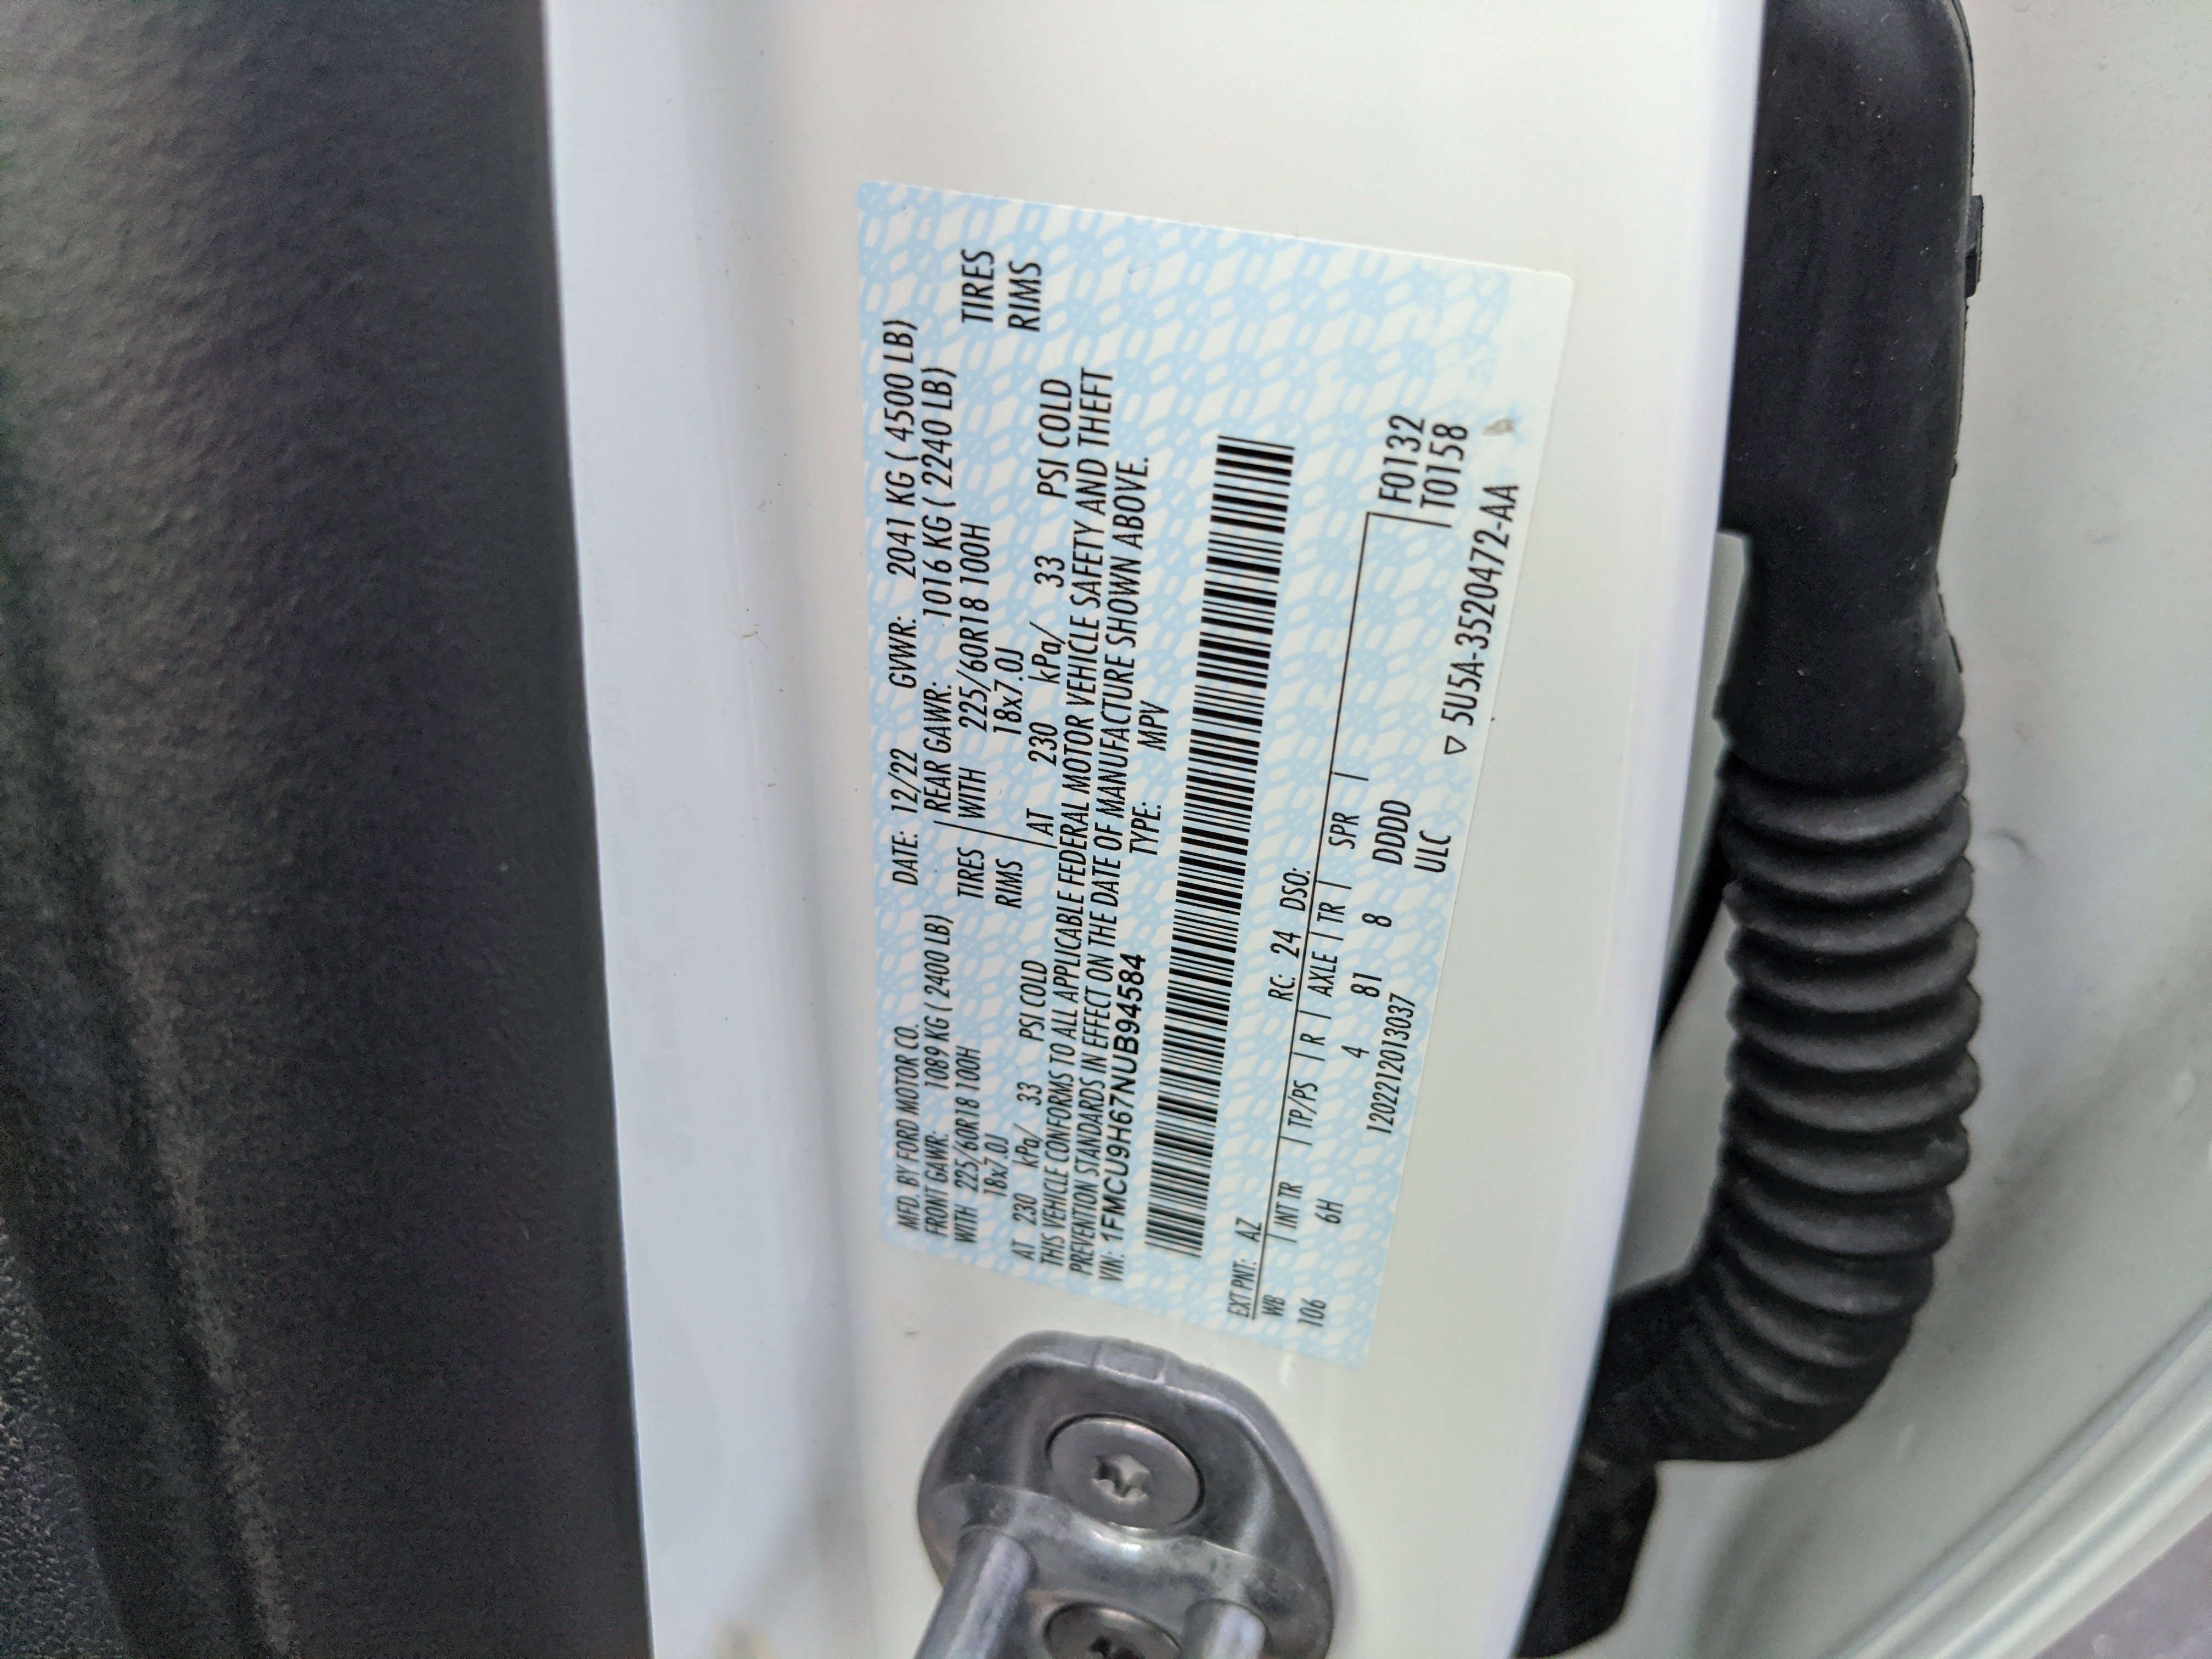 MFD. BY FORD MOTOR CO. DATE: 12/22 GVWR: 2041 KG ( 4500 LB)
FRONT GAWR: 1089 KG ( 2400 LB) REAR GAWR: 1016 KG ( 2240 LB)
WITH 225/60R18 100H TIRES WITH 225/60R18 100H TIRES
18x7.0J RIMS 18x7.0J RIMS
AT 230 kPa/ 33 PSI COLD AT 230 kPa/ 33 PSI COLD
THIS VEHICLE CONFORMS TO ALL APPLICABLE FEDERAL MOTOR VEHICLE SAFETY AND THEFT
PREVENTION STANDARDS IN EFFECT ON THE DATE OF MANUFACTURE SHOWN ABOVE.
VIN: 1FMCU9H67NUB94584 TYPE: MPV
EXT PNT: AZ RC: 24 DSO:
WB INT TR TP/PS R AXLE TR SPR F0132
106 6H 4 81 8 DDDD T0158
120221213037 ULC
▽ 5U5A-3520472-AA